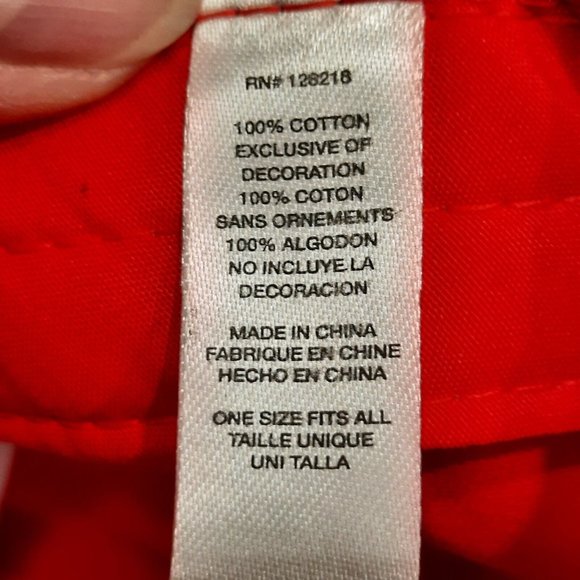 RN# 128218
100% COTTON
EXCLUSIVE OF
DECORATION
100% COTON
SANS ORNEMENTS
100% ALGODON
NO INCLUYE LA
DECORACION
MADE IN CHINA
FABRIQUE EN CHINE
HECHO EN CHINA
ONE SIZE FITS ALL
TAILLE UNIQUE
UNI TALLA